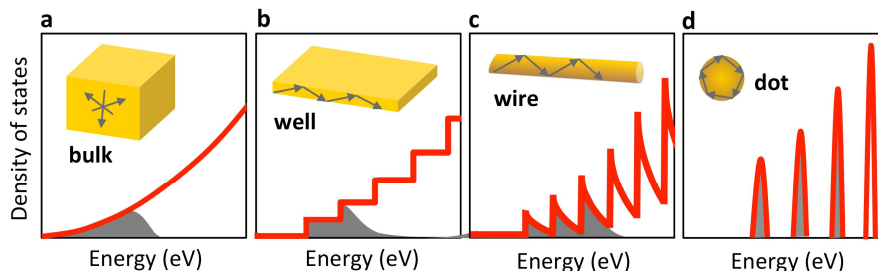 a
b
c
d
Density of states
bulk
well
wire
dot
Energy (eV)
Energy (eV)
Energy (eV)
Energy (eV)